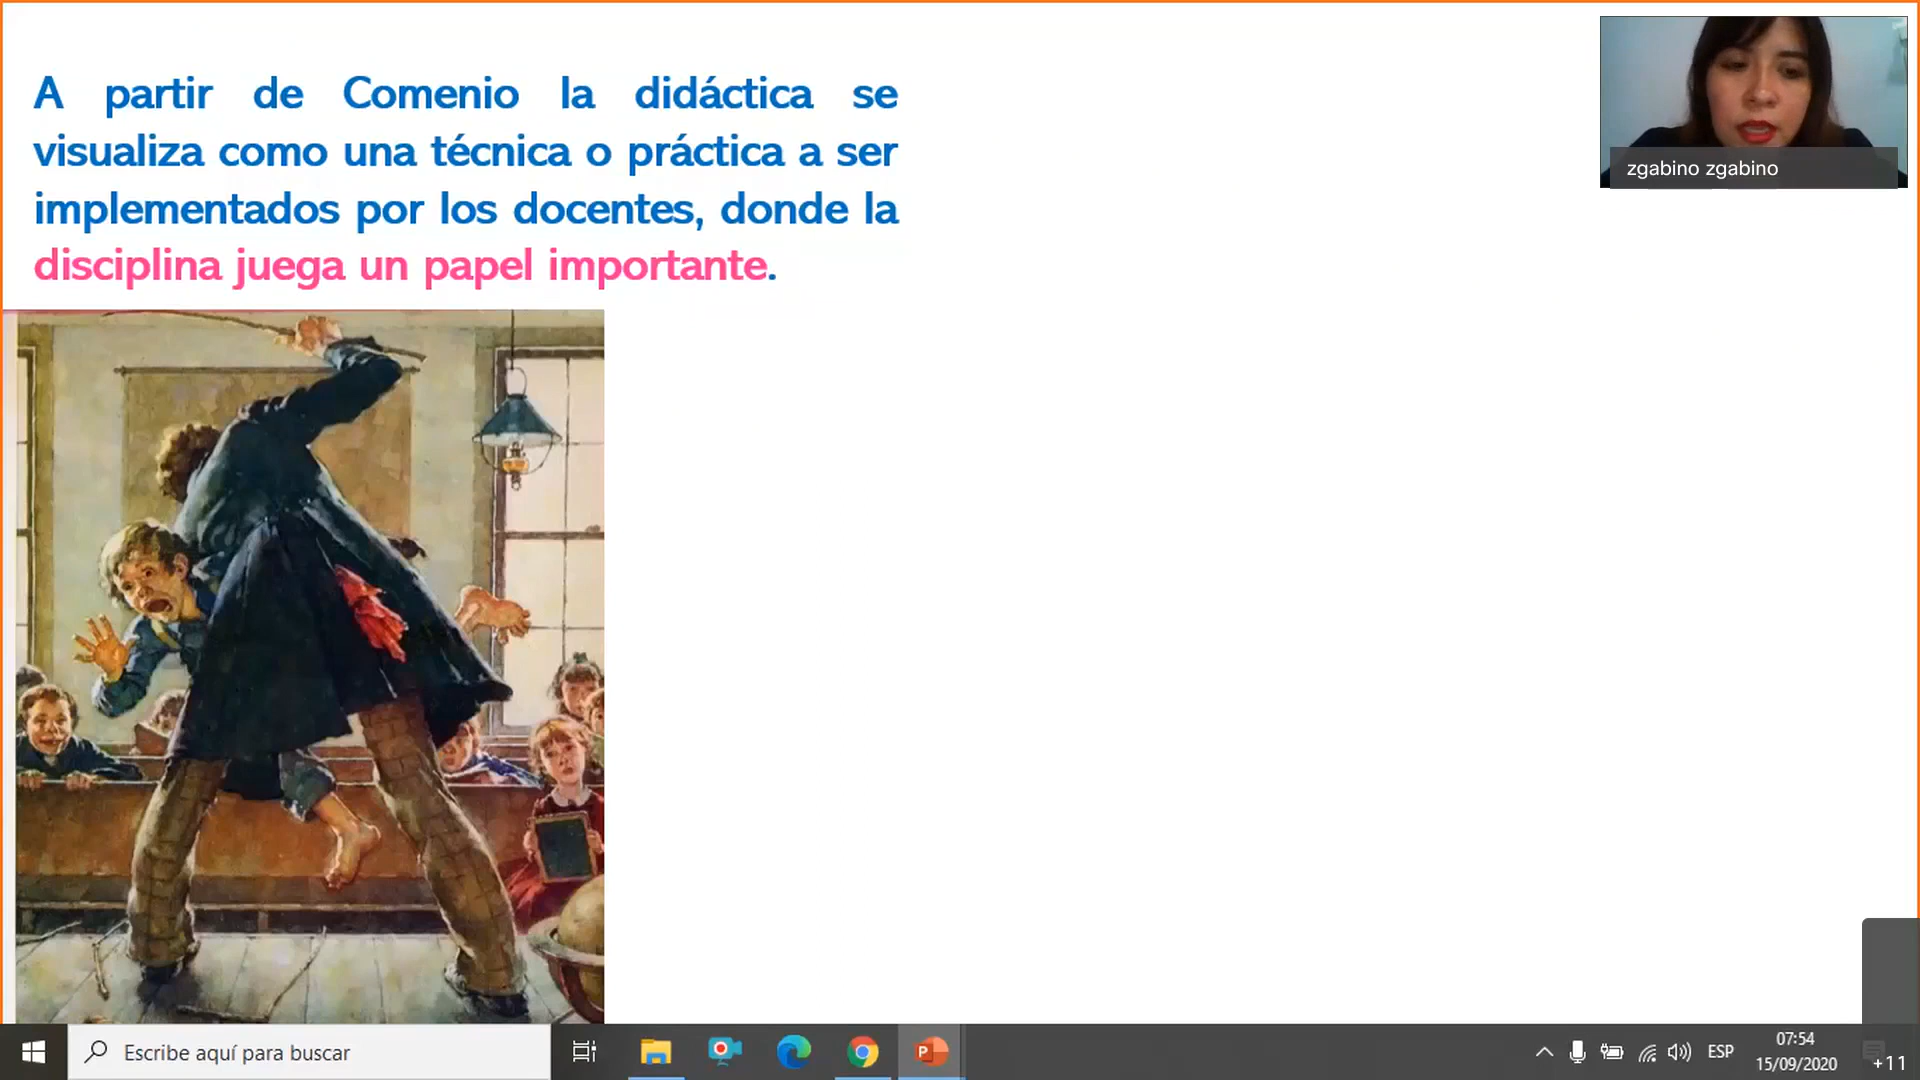 A partir de Comenio la didáctica se
visualiza como una técnica o práctica a ser
implementados por los docentes, donde la
disciplina juega un papel importante.
zgabino zgabino
Escribe aquí para buscar
P
ESP
07:54
15/09/2020
+11